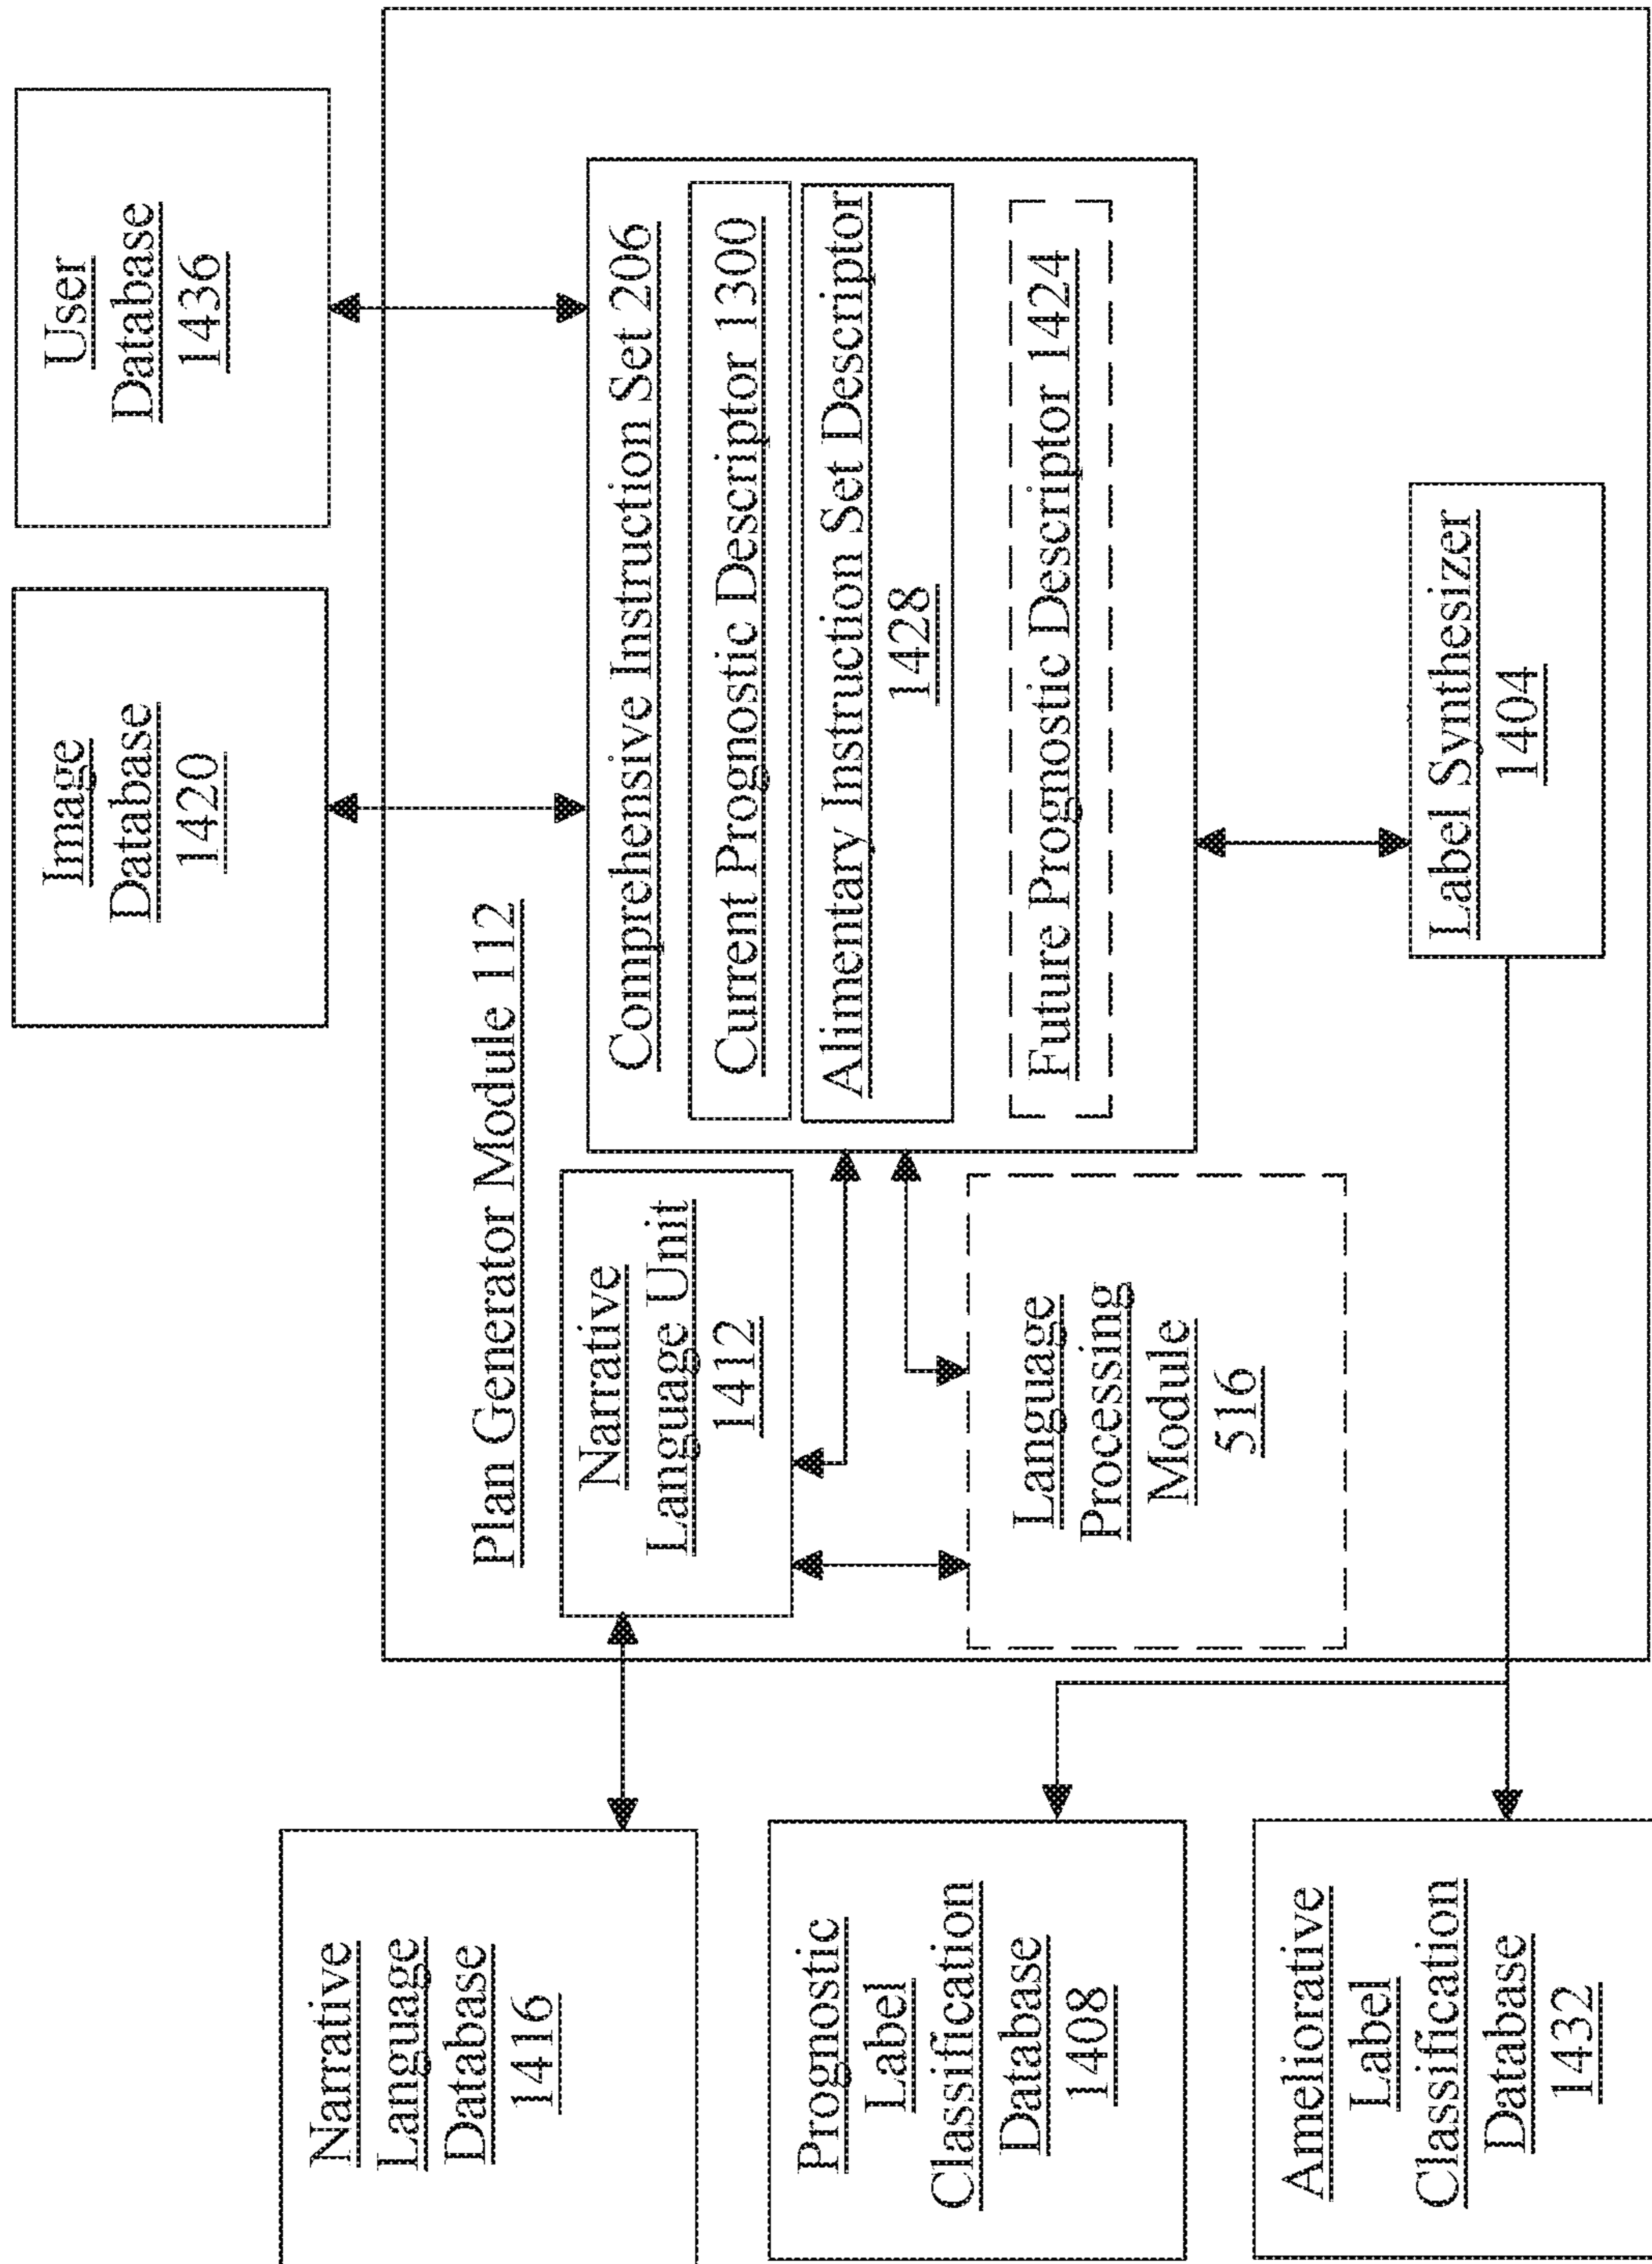 Image
Database
1420
User
Database
1436
Plan Generator Module 112
Narrative
Language Database
1416
Narrative
Language Unit
1412
Comprehensive Instruction Set 206
Current Prognostic Descriptor 1300
Alimentary Instruction Set Descriptor
1428
Future Prognostic Descriptor 1424
Prognostic
Label
Classification
Database
1408
Language
Processing
Module
516
Ameliorative
Label
Classification
Database
1432
Label Synthesizer
1404